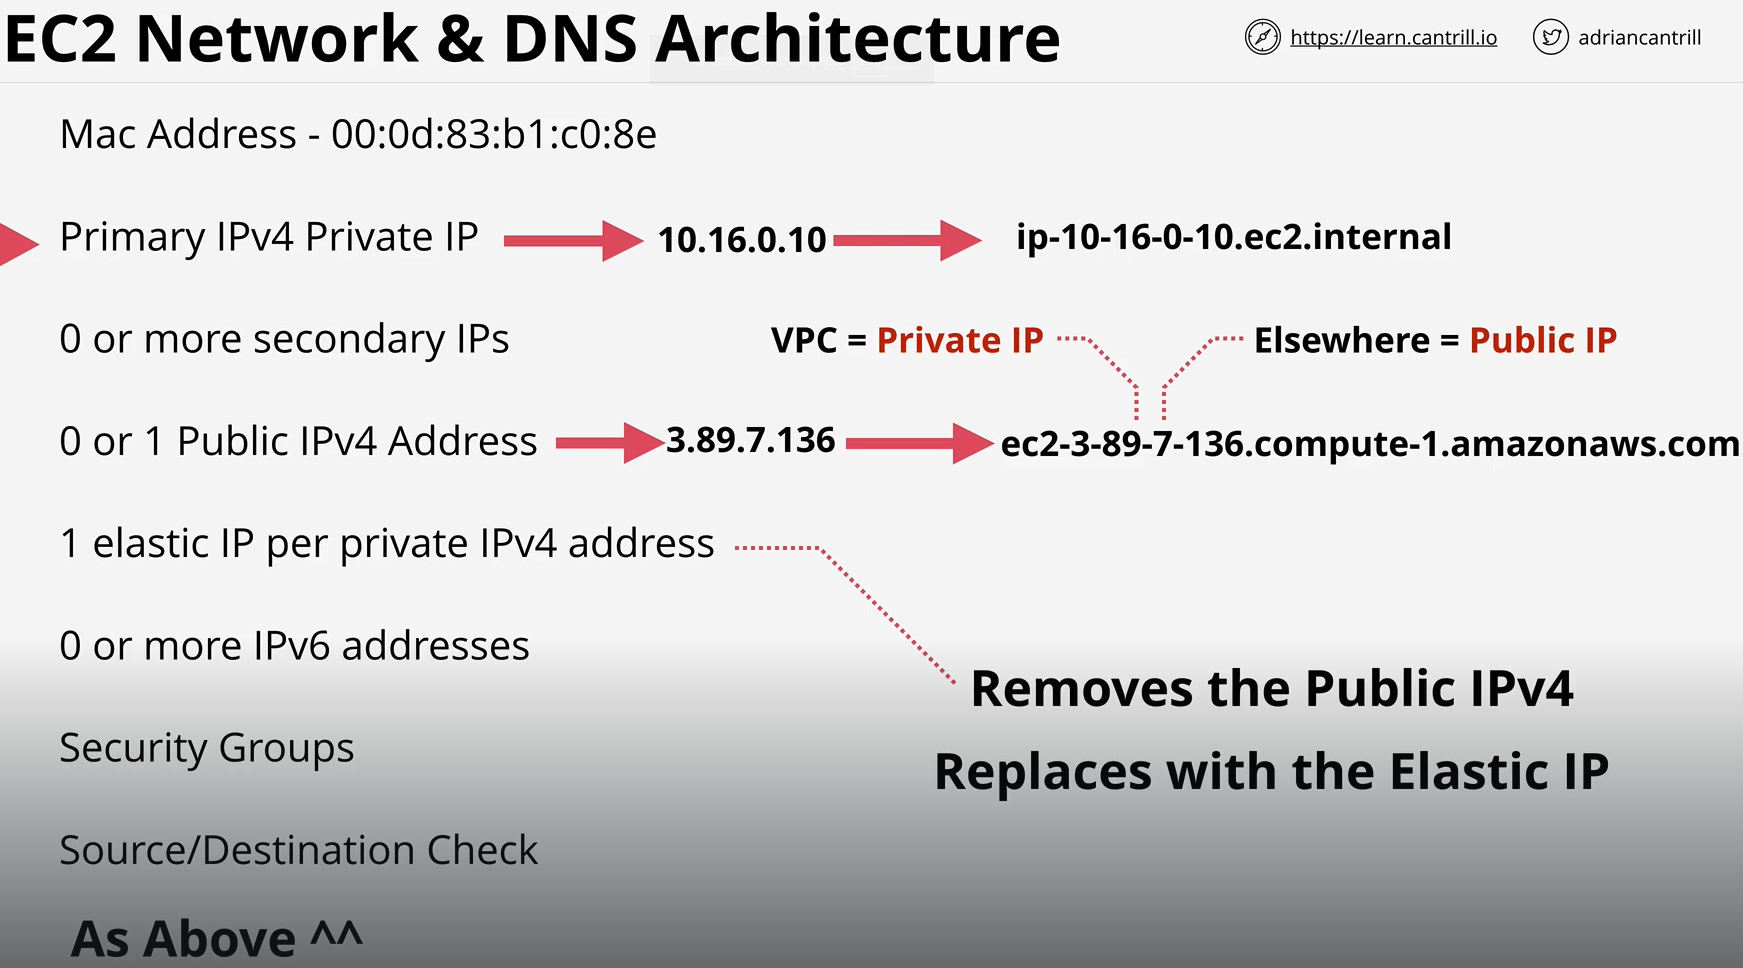 EC2 Network & DNS Architecture
https://learn.cantrill.io
adriancantrill
Mac Address - 00:0d:83:b1:c0:8e
Primary IPv4 Private IP
10.16.0.10
ip-10-16-0-10.ec2.internal
0 or more secondary IPs
VPC = Private IP
Elsewhere = Public IP
0 or 1 Public IPv4 Address
3.89.7.136
ec2-3-89-7-136.compute-1.amazonaws.com
1 elastic IP per private IPv4 address
0 or more IPv6 addresses
Removes the Public IPv4
Security Groups
Replaces with the Elastic IP
Source/Destination Check
As Above ^^